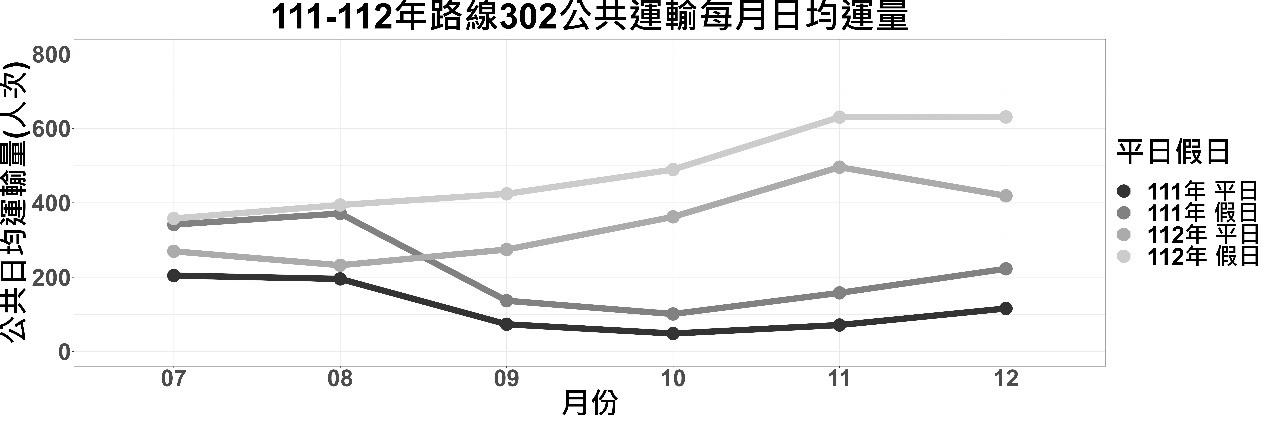 111-112年路線302公共運輸每月日均運量
公共日均運輸量(人次)
800
600
400
200
0
07 08 09 10 11 12
月份
平日假日
111年 平日
111年 假日
112年 平日
112年 假日